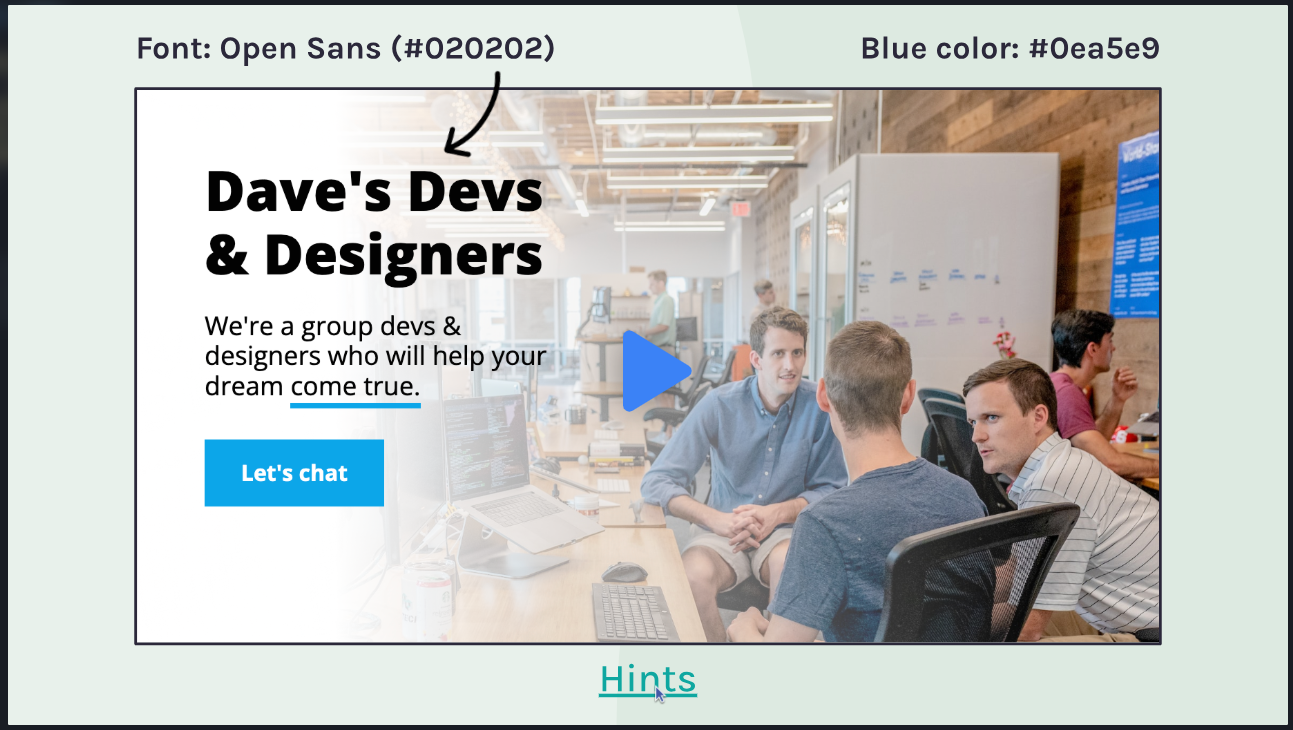 Font: Open Sans (#020202)
Blue color: #0ea5e9
Dave's Devs
& Designers
We're a group devs &
designers who will help your
dream come true.
Let's chat
Hints